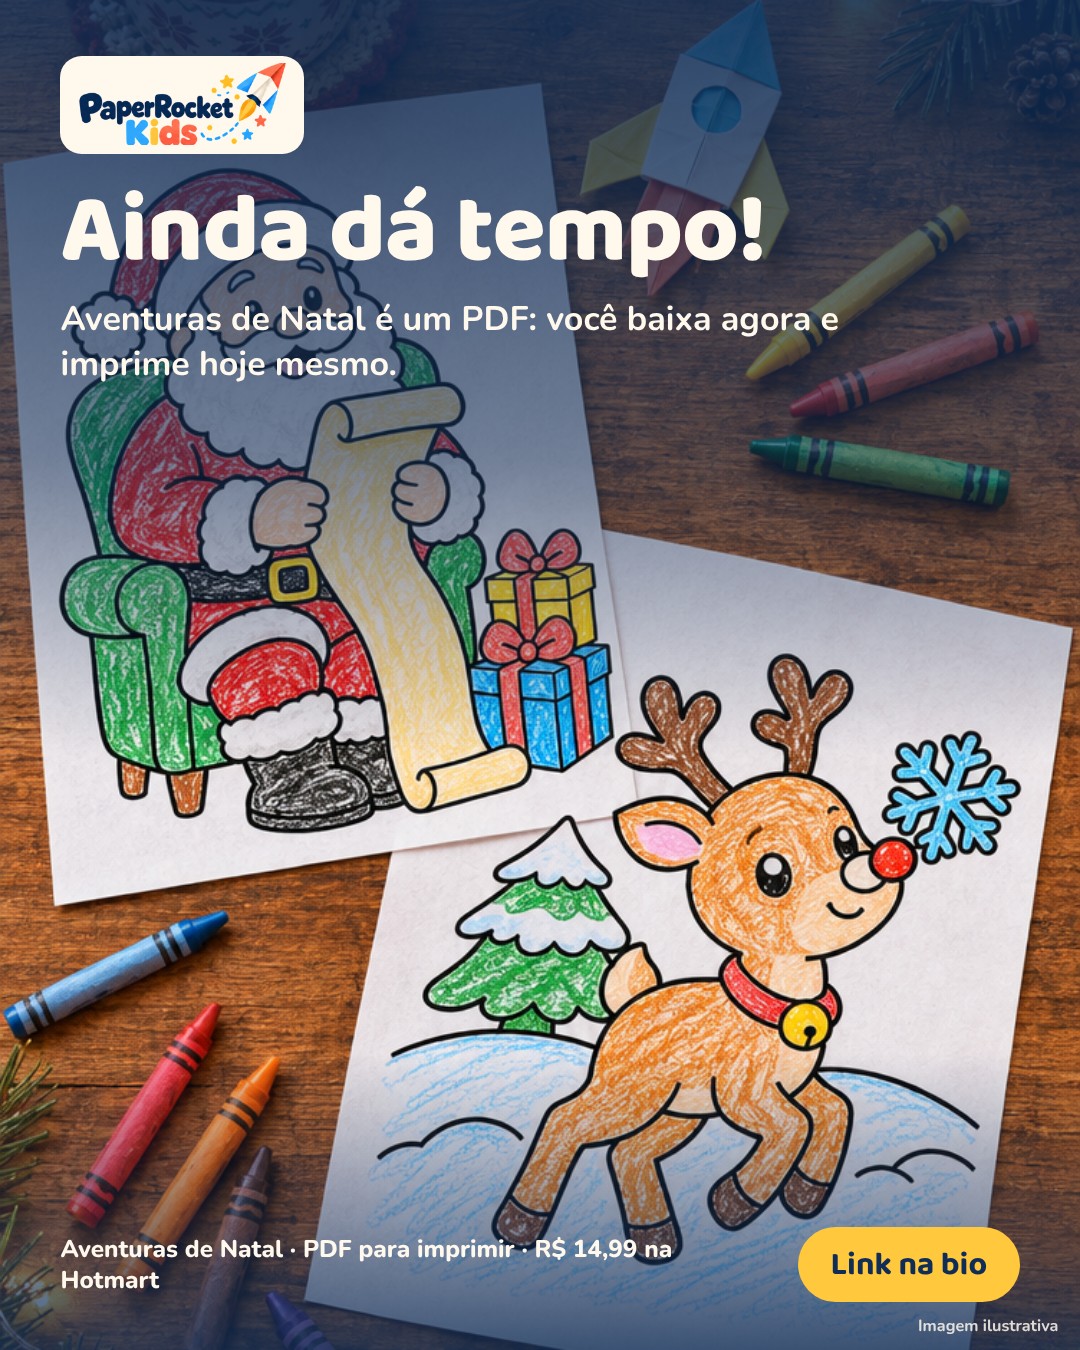 PaperRocket
Kids
Ainda dá tempo!
Aventuras de Natal é um PDF: você baixa agora e
imprime hoje mesmo.
Aventuras de Natal · PDF para imprimir · R$ 14,99 na
Hotmart
Link na bio
Imagem ilustrativa